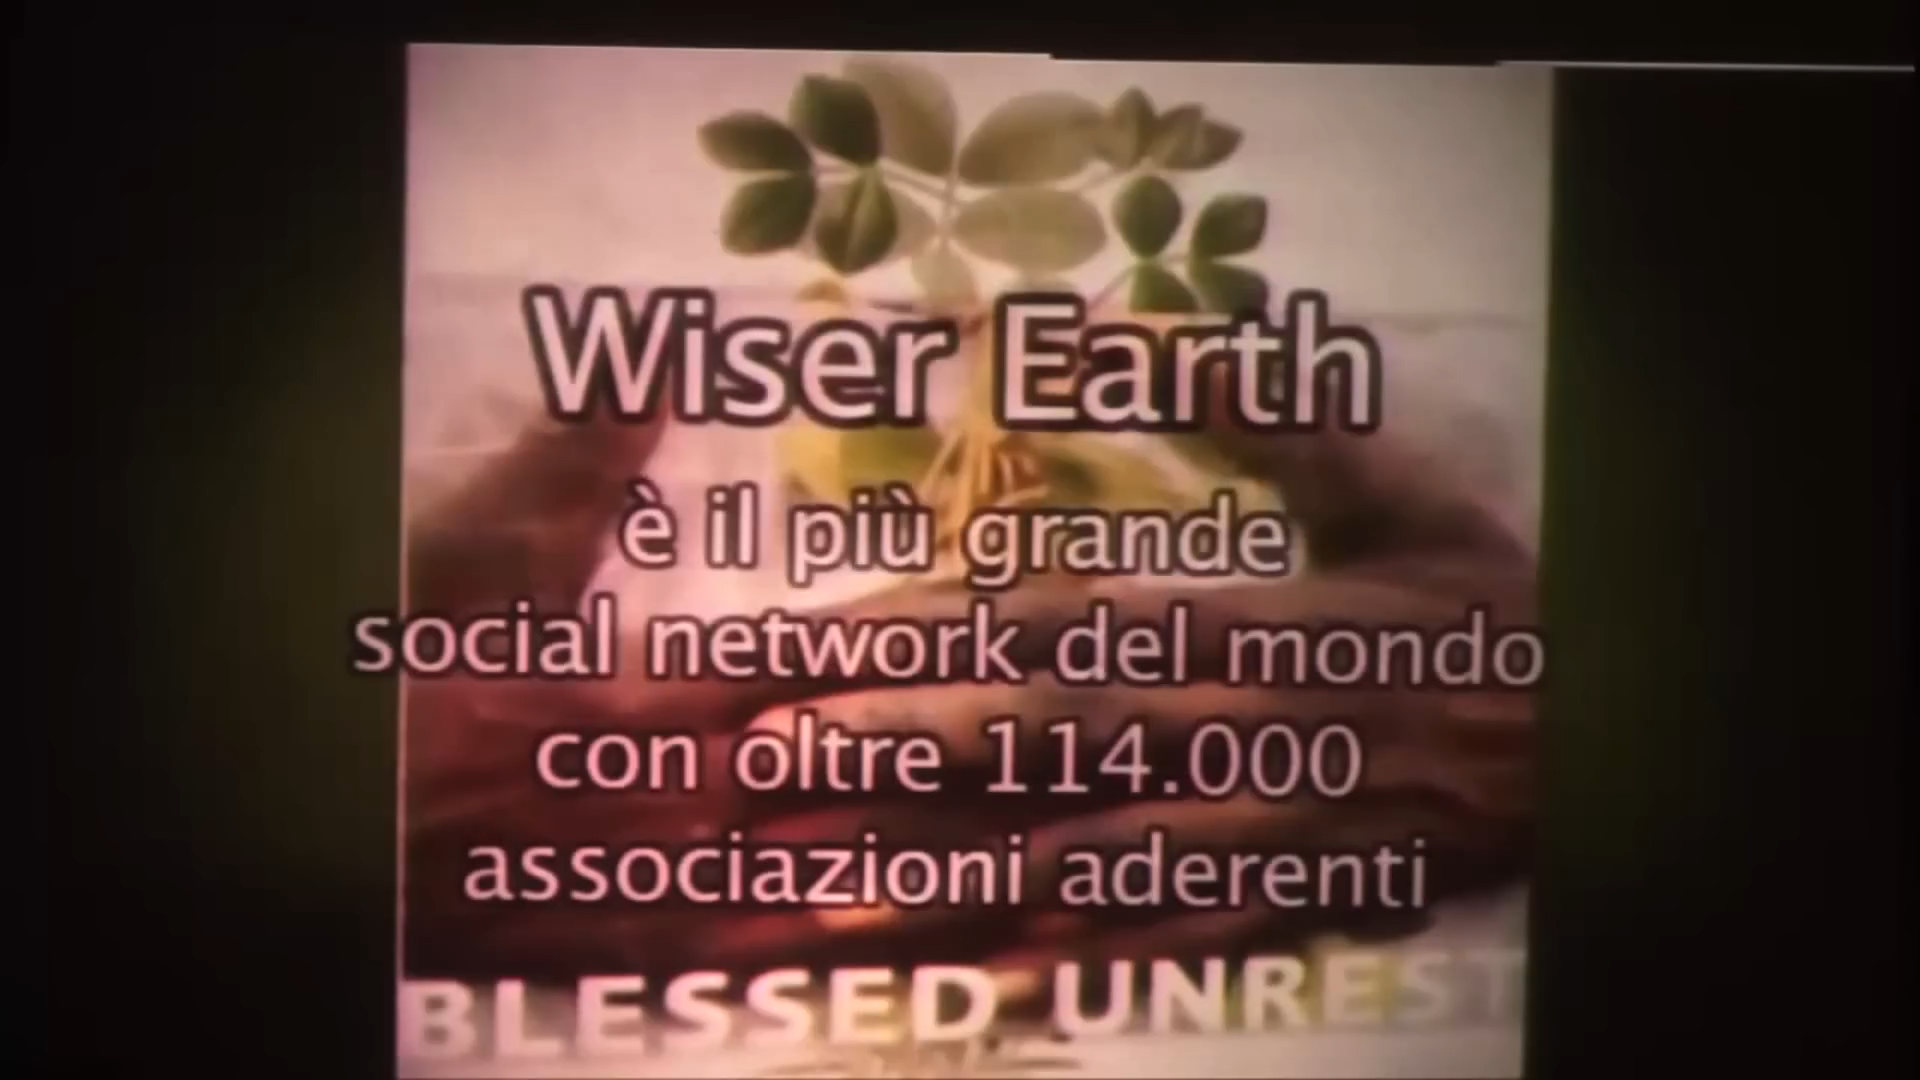 Wiser Earth
è il più grande
social network del mondo
con oltre 114.000
associazioni aderenti
BLESSED UNREST